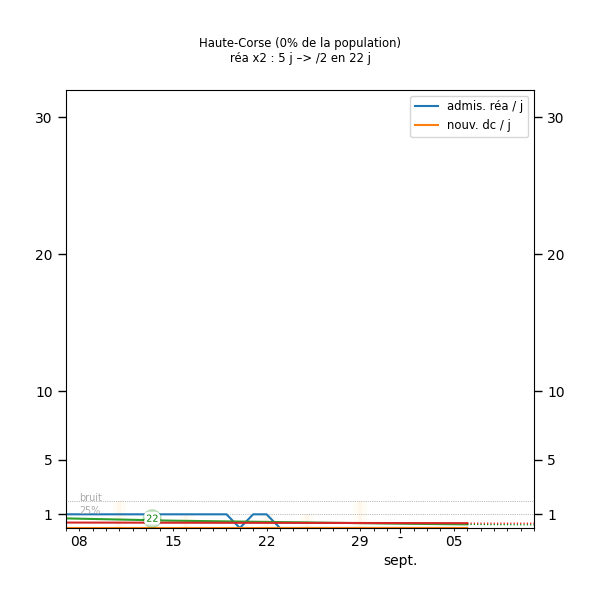 Haute-Corse (0% de la population)
réa x2 : 5 j –> /2 en 22 j
admis. réa / j
nouv. dc / j
30 30
20 20
10 10
5 5
bruit
25%
1 1
22
08 15 22 29 - 05
sept.